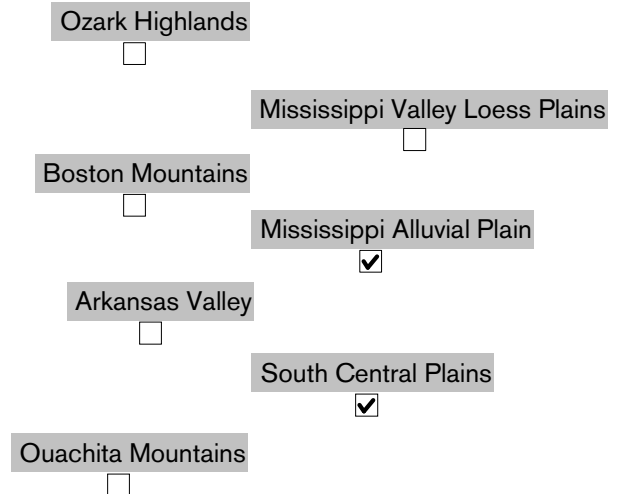 Ozark Highlands
Mississippi Valley Loess Plains
Boston Mountains
Mississippi Alluvial Plain
Arkansas Valley
South Central Plains
Ouachita Mountains